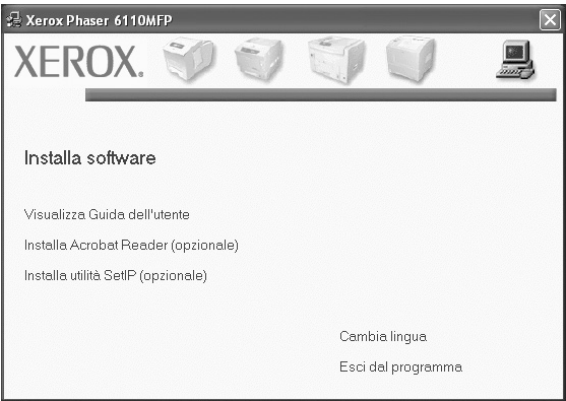 Xerox Phaser 6110MFP
XEROX.
Installa software
Visualizza Guida dell'utente
Installa Acrobat Reader (opzionale)
Installa utilità SetIP (opzionale)
Cambia lingua
Esci dal programma